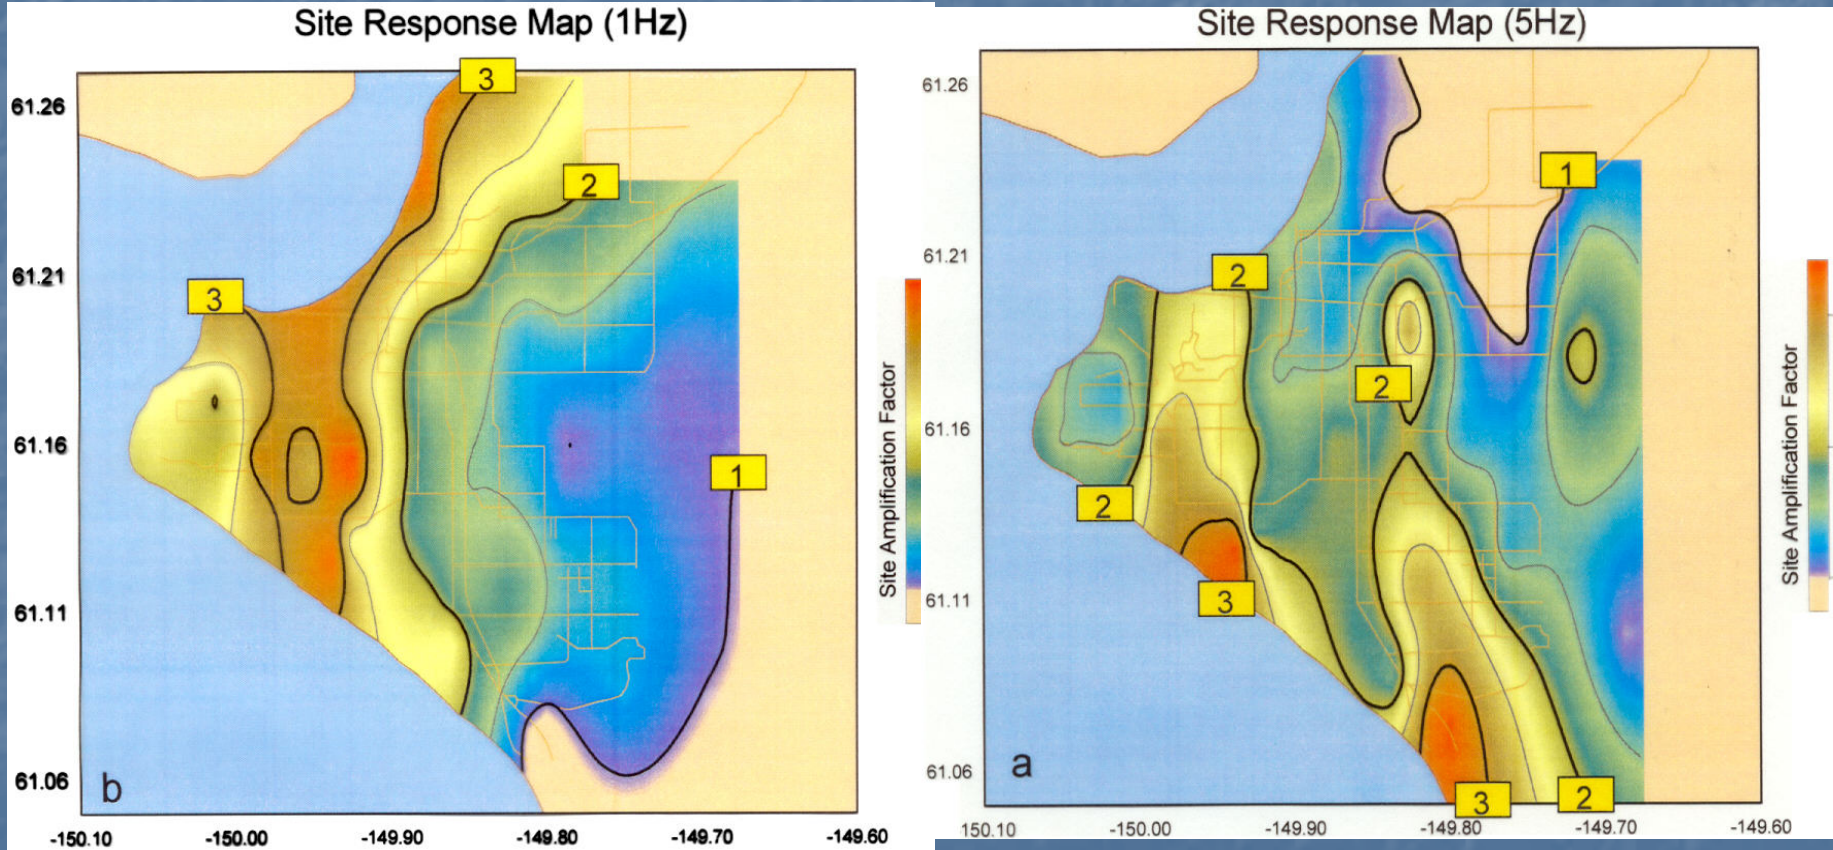 Site Response Map (1Hz)
3
61.26
2
61.21
3
61.16
1
61.11
61.06
b
-150.10 -150.00 -149.90 -149.80 -149.70 -149.60
Site Amplification Factor
Site Response Map (5Hz)
61.26
1
61.21
2
2
61.16
2
61.11
3
61.06
a
3
2
150.10 -150.00 -149.90 -149.80 -149.70 -149.60
Site Amplification Factor